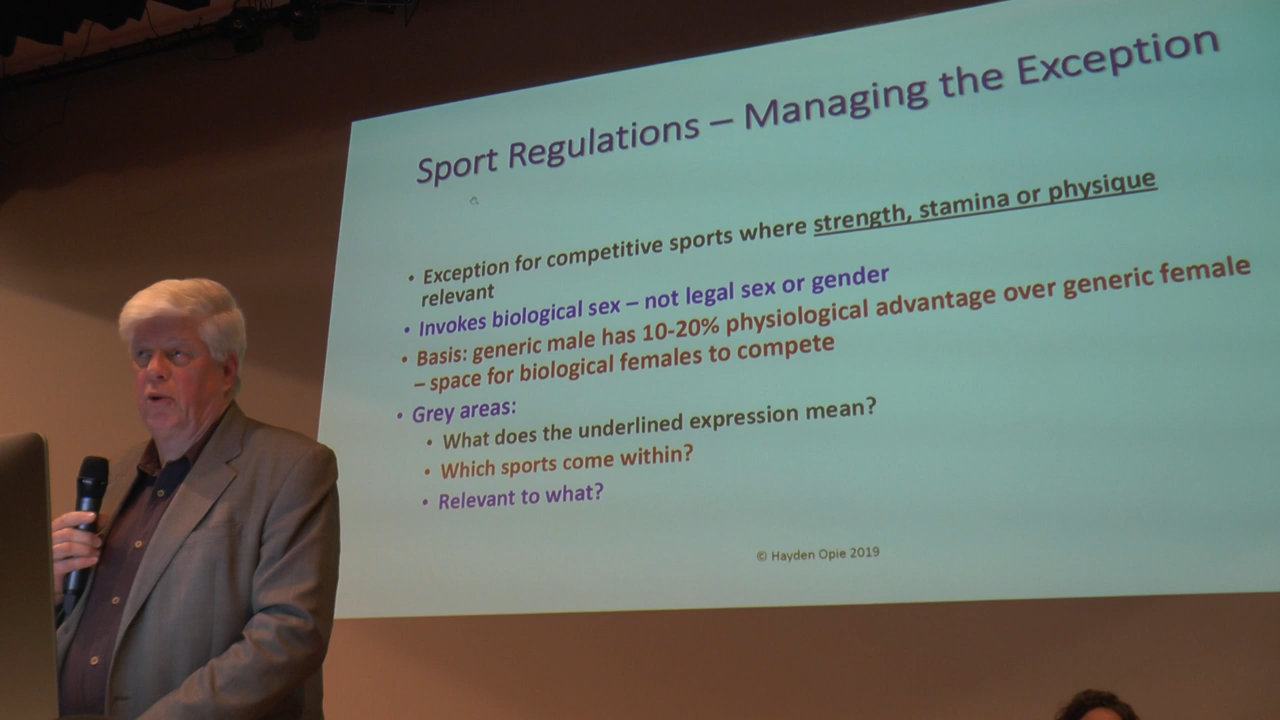 Sport Regulations – Managing the Exception
• Exception for competitive sports where strength, stamina or physique
relevant
• Invokes biological sex – not legal sex or gender
• Basis: generic male has 10-20% physiological advantage over generic female
– space for biological females to compete
• Grey areas:
• What does the underlined expression mean?
• Which sports come within?
• Relevant to what?
© Hayden Opie 2019